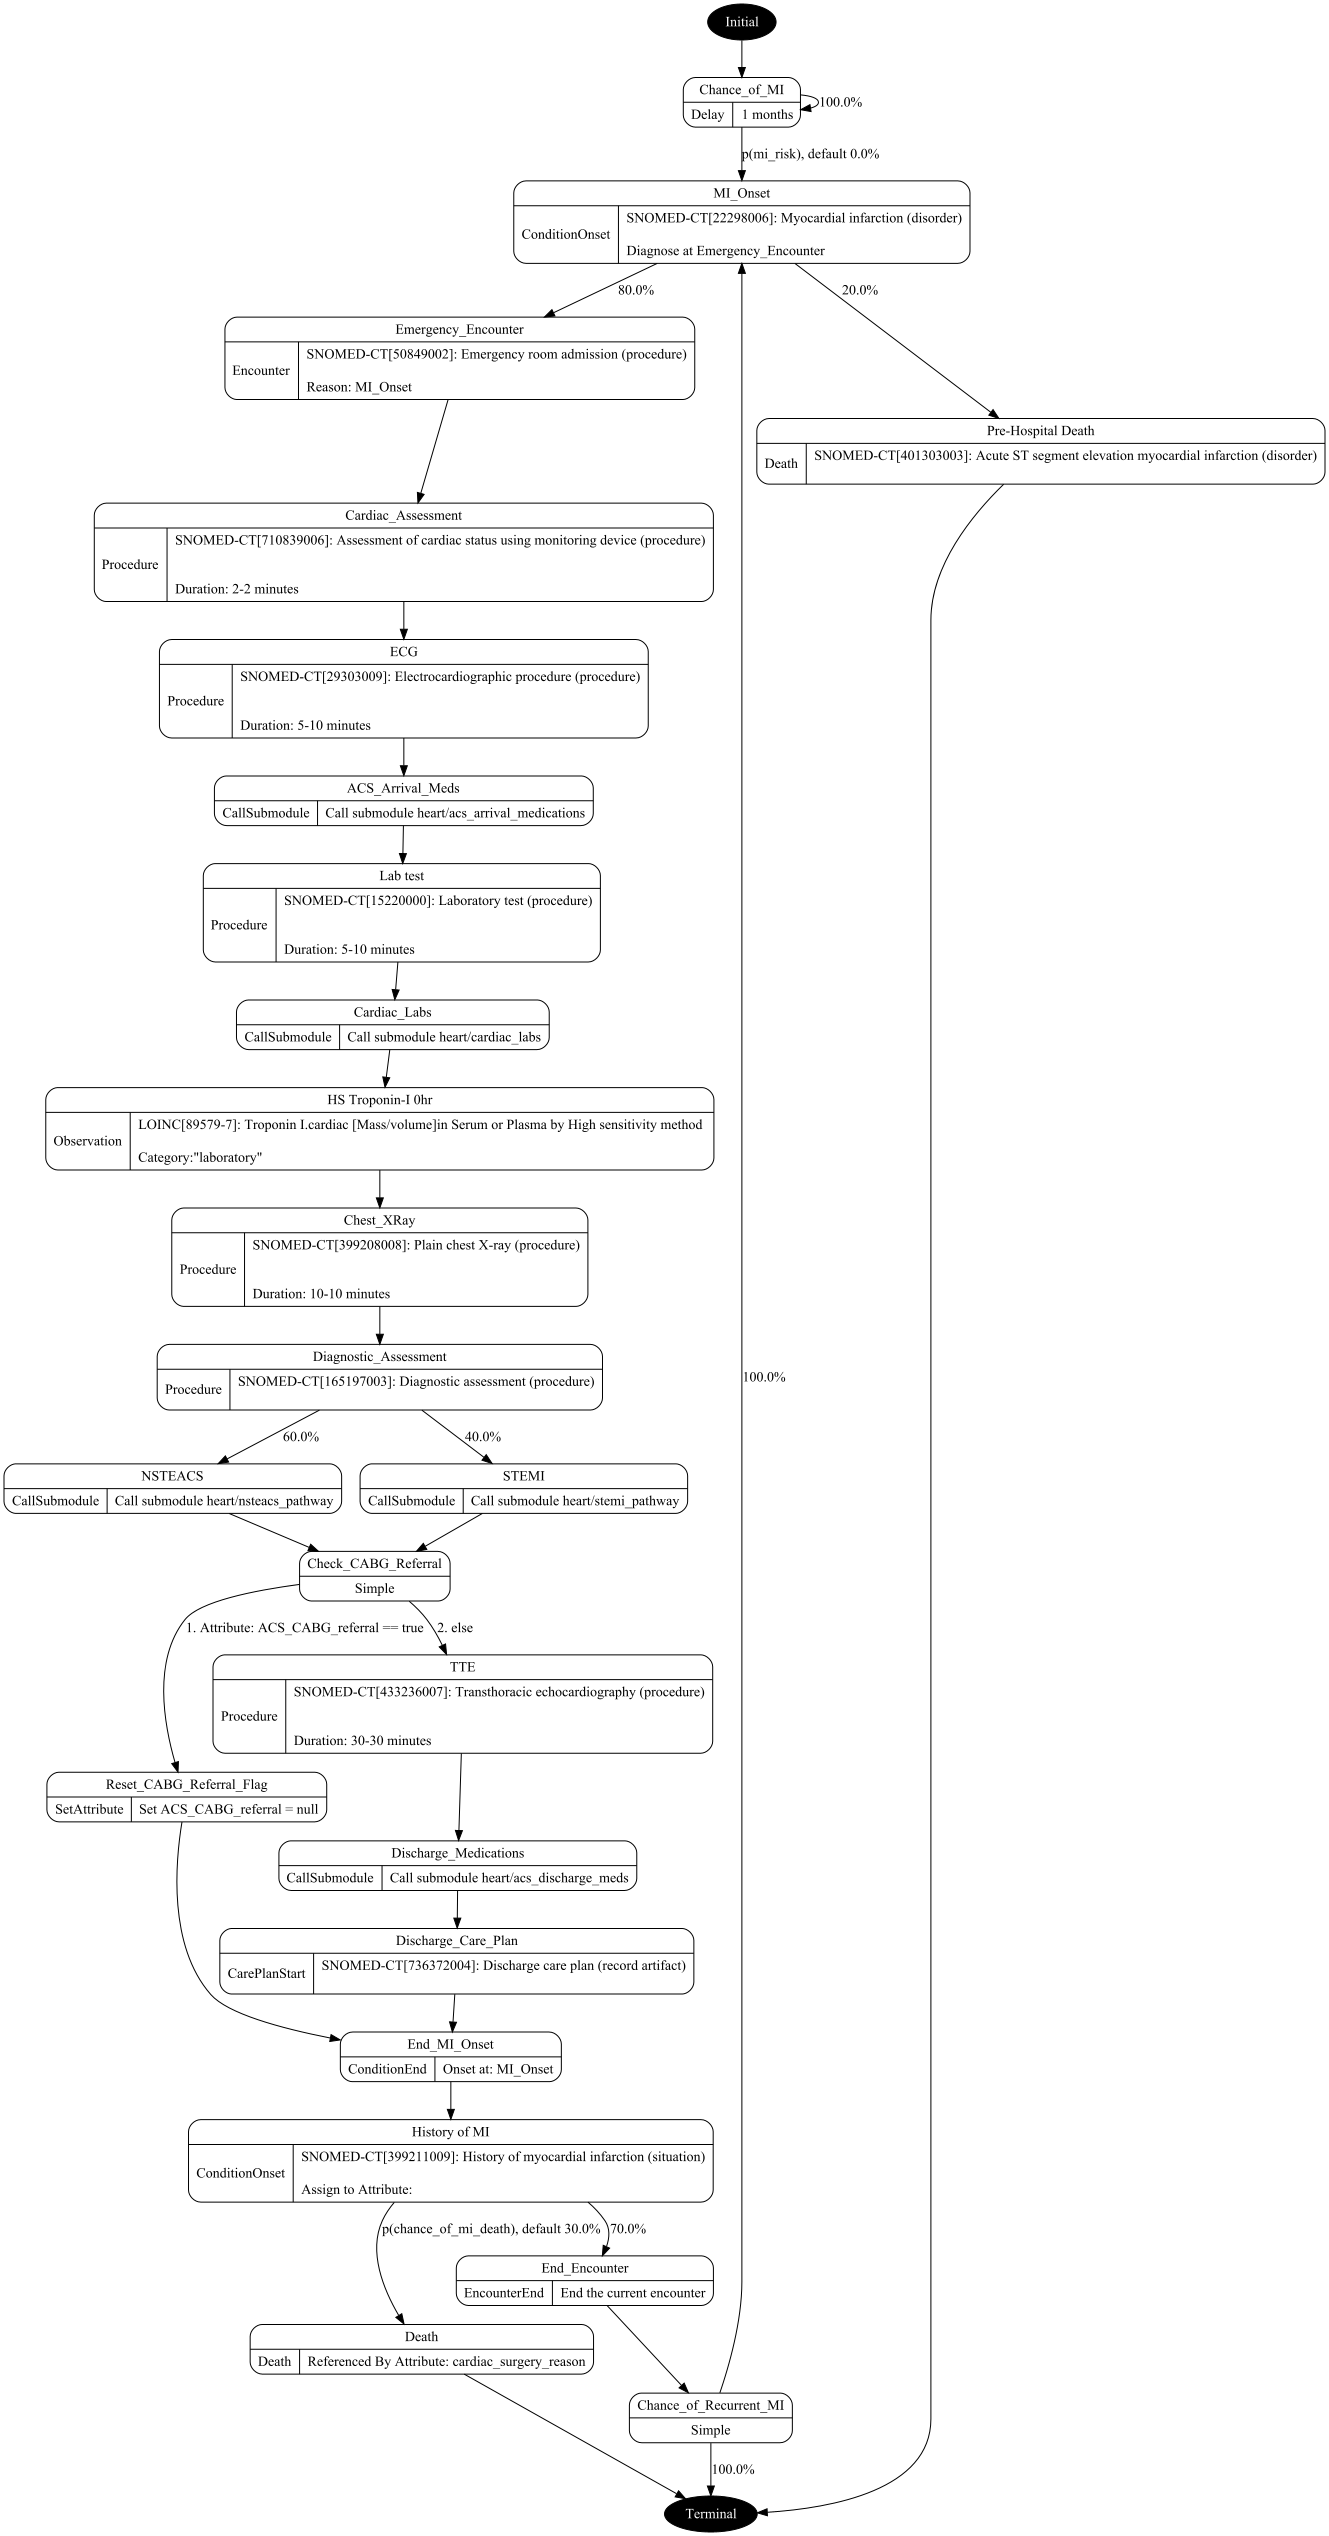 Initial
Chance_of_MI
Delay
1 months
100.0%
p(mi_risk), default 0.0%
MI_Onset
ConditionOnset
SNOMED-CT[22298006]: Myocardial infarction (disorder)
Diagnose at Emergency_Encounter
80.0%
20.0%
Emergency_Encounter
Encounter
SNOMED-CT[50849002]: Emergency room admission (procedure)
Reason: MI_Onset
Pre-Hospital Death
Death
SNOMED-CT[401303003]: Acute ST segment elevation myocardial infarction (disorder)
Cardiac_Assessment
Procedure
SNOMED-CT[710839006]: Assessment of cardiac status using monitoring device (procedure)
Duration: 2-2 minutes
ECG
Procedure
SNOMED-CT[29303009]: Electrocardiographic procedure (procedure)
Duration: 5-10 minutes
ACS_Arrival_Meds
CallSubmodule
Call submodule heart/acs_arrival_medications
Lab test
Procedure
SNOMED-CT[15220000]: Laboratory test (procedure)
Duration: 5-10 minutes
Cardiac_Labs
CallSubmodule
Call submodule heart/cardiac_labs
HS Troponin-I 0hr
Observation
LOINC[89579-7]: Troponin I.cardiac [Mass/volume]in Serum or Plasma by High sensitivity method
Category:"laboratory"
Chest_XRay
Procedure
SNOMED-CT[399208008]: Plain chest X-ray (procedure)
Duration: 10-10 minutes
Diagnostic_Assessment
Procedure
SNOMED-CT[165197003]: Diagnostic assessment (procedure)
100.0%
60.0%
40.0%
NSTEACS
CallSubmodule
Call submodule heart/nsteacs_pathway
STEMI
CallSubmodule
Call submodule heart/stemi_pathway
Check_CABG_Referral
Simple
1. Attribute: ACS_CABG_referral == true
2. else
TTE
Procedure
SNOMED-CT[433236007]: Transthoracic echocardiography (procedure)
Duration: 30-30 minutes
Reset_CABG_Referral_Flag
SetAttribute
Set ACS_CABG_referral = null
Discharge_Medications
CallSubmodule
Call submodule heart/acs_discharge_meds
Discharge_Care_Plan
CarePlanStart
SNOMED-CT[736372004]: Discharge care plan (record artifact)
End_MI_Onset
ConditionEnd
Onset at: MI_Onset
History of MI
ConditionOnset
SNOMED-CT[399211009]: History of myocardial infarction (situation)
Assign to Attribute:
p(chance_of_mi_death), default 30.0%
70.0%
End_Encounter
EncounterEnd
End the current encounter
Death
Death
Referenced By Attribute: cardiac_surgery_reason
Chance_of_Recurrent_MI
Simple
100.0%
Terminal